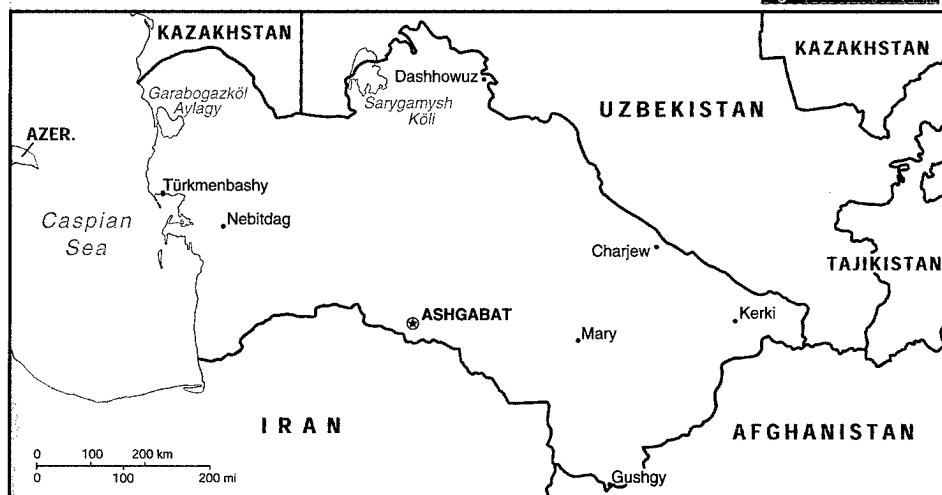 KAZAKHSTAN
KAZAKHSTAN
Dashhowuz
Garabogazköl
Aylagy
Sarygamysh
Köli
UZBEKISTAN
AZER.
Türkmenbashy
Caspian
Sea
Nebitdag
Charjew
TAJIKISTAN
ASHGABAT
Kerki
Mary
IRAN
AFGHANISTAN
0 100 200 km
0 100 200 mi
Gushgy